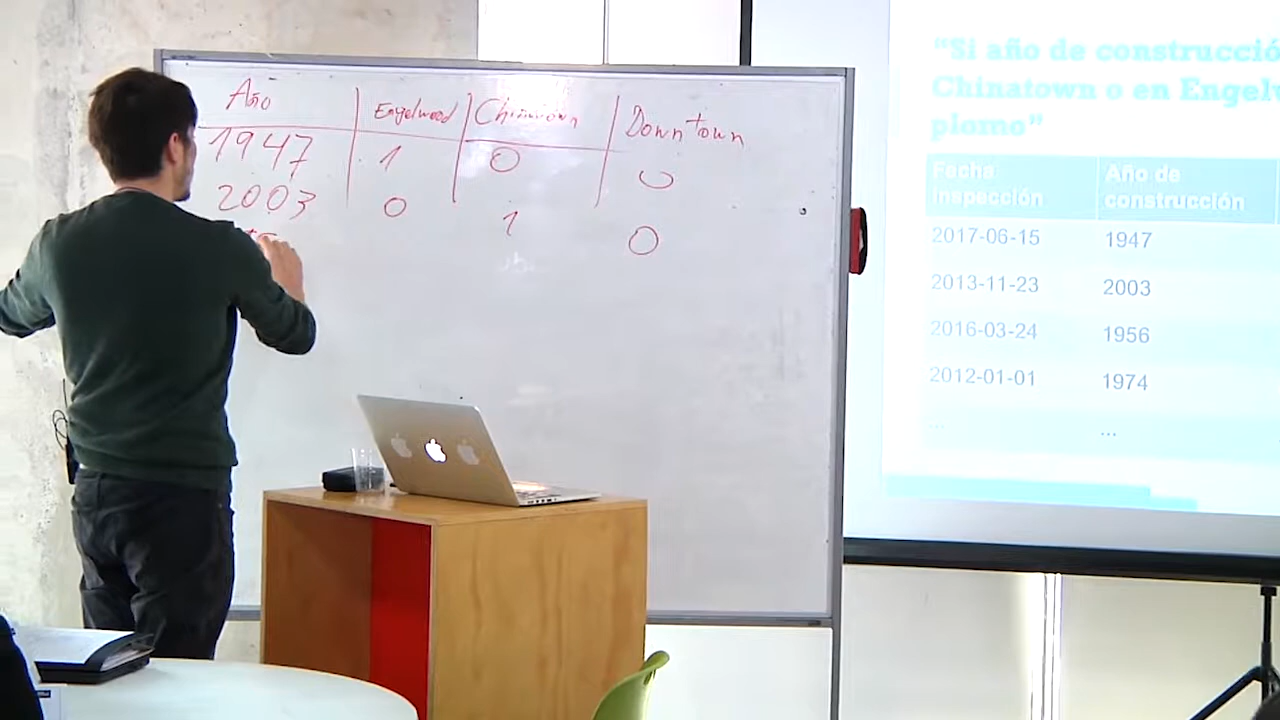 Año Engelwood Chinatown Downtown
1947 1 0 0
2003 0 1 0
"Si año de construcció
Chinatown o en Engelw
plomo"
Fecha inspección Año de construcción
2017-06-15 1947
2013-11-23 2003
2016-03-24 1956
2012-01-01 1974
... ...